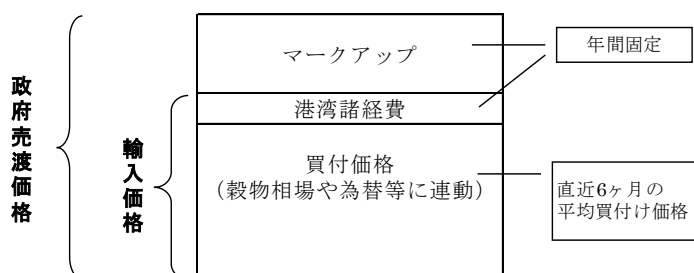 政府売渡価格
輸入価格
マークアップ
港湾諸経費
買付価格
(穀物相場や為替等に連動)
年間固定
直近6ヶ月の
平均買付け価格